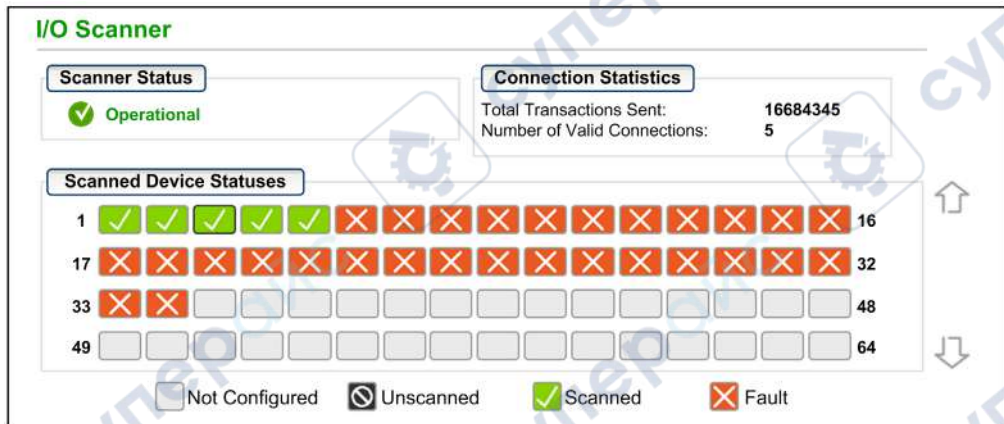 I/O Scanner
Scanner Status
Connection Statistics
Operational
Total Transactions Sent: 16684345
Number of Valid Connections: 5
Scanned Device Statuses
1 16
17 32
33 48
49 64
Not Configured Unscanned Scanned Fault